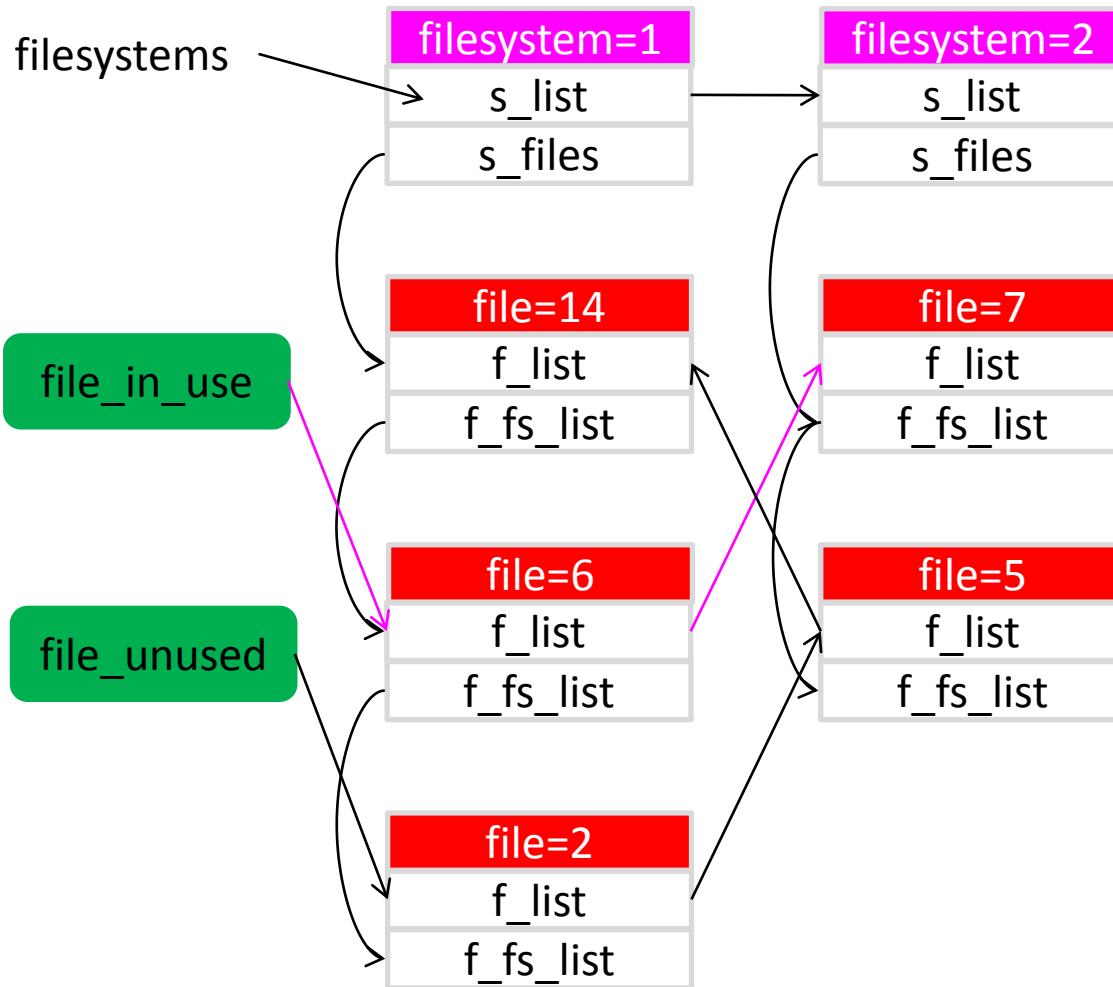 filesystems
filesystem=1
s_list
s_files
filesystem=2
s_list
s_files
file_in_use
file=14
f_list
f_fs_list
file=7
f_list
f_fs_list
file_unused
file=6
f_list
f_fs_list
file=5
f_list
f_fs_list
file=2
f_list
f_fs_list